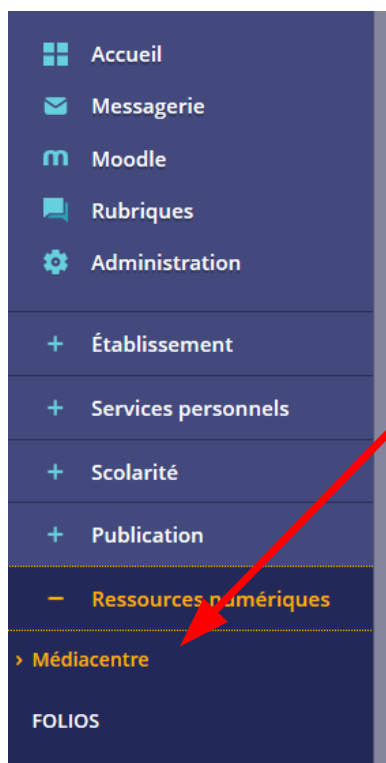 Accueil
Messagerie
Moodle
Rubriques
Administration
+ Établissement
+ Services personnels
+ Scolarité
+ Publication
− Ressources numériques
› Médiacentre
FOLIOS